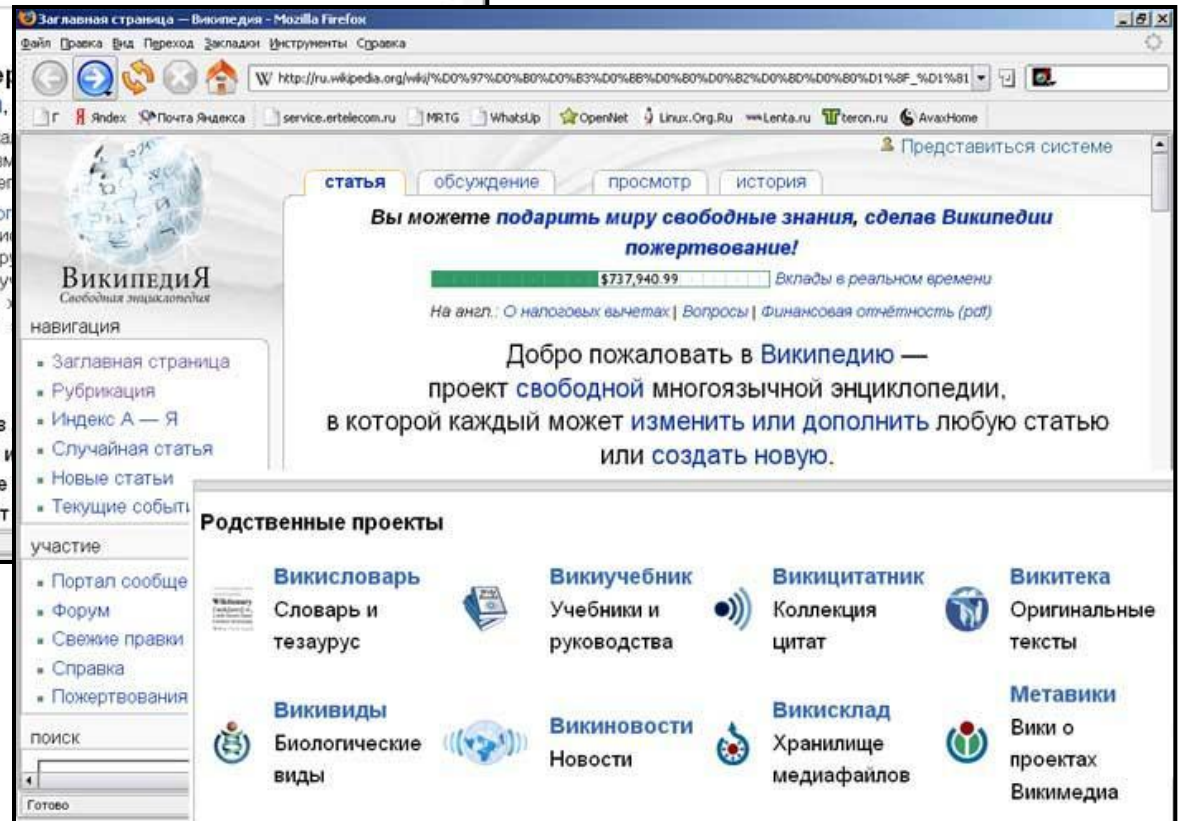 Заглавная страница — Википедия - Mozilla Firefox
Файл Правка Вид Переход Закладки Инструменты Справка
http://ru.wikipedia.org/wiki/%D0%97%D0%B0%D0%B3%D0%BB%D0%B0%D0%B2%D0%BD%D0%B0%D1%8F_%D1%81
Г Яndex Почта Яндекса service.ertelecom.ru MRTG WhatsUp OpenNet Linux.Org.Ru Lenta.ru teron.ru AvaxHome
Представиться системе
статья обсуждение просмотр история
Вы можете подарить миру свободные знания, сделав Википедии
пожертвование!
$737,940.99 Вклады в реальном времени
На англ.: О налоговых вычетах | Вопросы | Финансовая отчётность (pdf)
Добро пожаловать в Википедию —
проект свободной многоязычной энциклопедии,
в которой каждый может изменить или дополнить любую статью
или создать новую.
ВикипедиЯ
Свободная энциклопедия
навигация
Заглавная страница
Рубрикация
Индекс А — Я
Случайная статья
Новые статьи
Текущие событ
участие
Портал сообще
Форум
Свежие правки
Справка
Пожертвования
поиск
Готово
Родственные проекты
Викисловарь
Словарь и
тезаурус
Викиучебник
Учебники и
руководства
Викицитатник
Коллекция
цитат
Викитека
Оригинальные
тексты
Викивиды
Биологические
виды
Викиновости
Новости
Викисклад
Хранилище
медиафайлов
Метавики
Вики о
проектах
Викимедиа